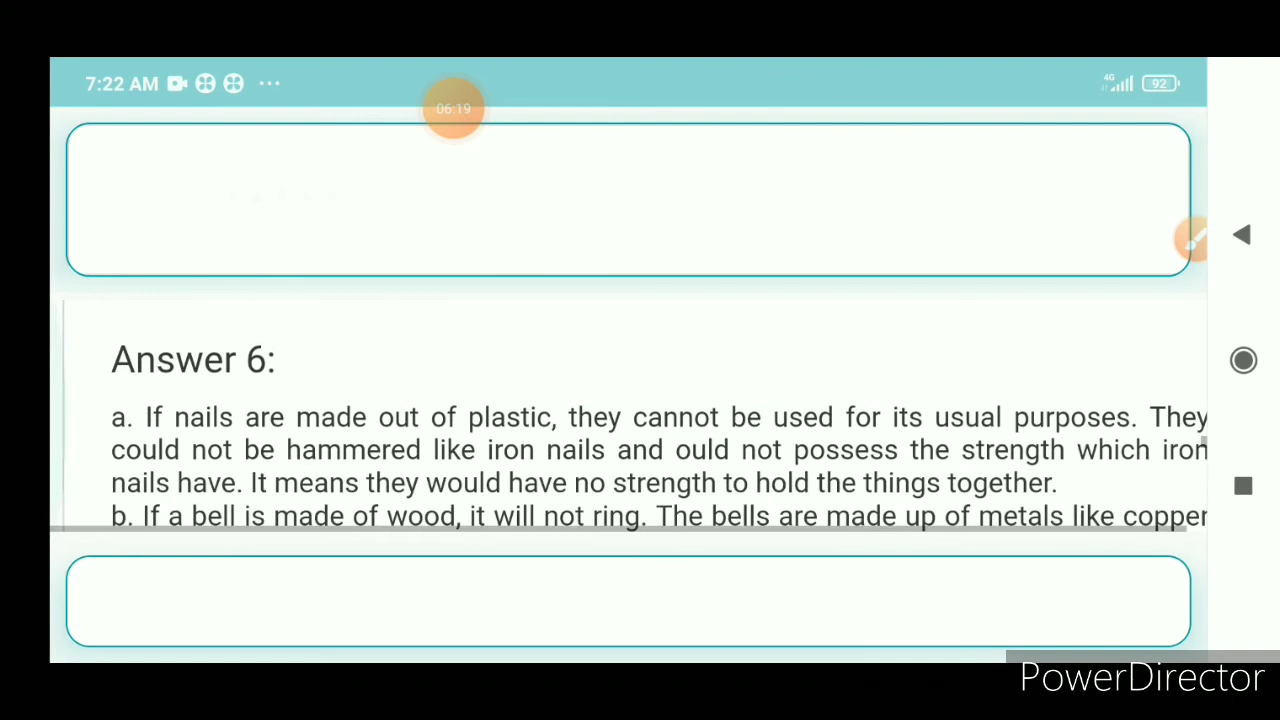 7:22 AM ... 4G 92
06:19
Answer 6:
a. If nails are made out of plastic, they cannot be used for its usual purposes. They
could not be hammered like iron nails and ould not possess the strength which iron
nails have. It means they would have no strength to hold the things together.
b. If a bell is made of wood, it will not ring. The bells are made up of metals like copper
PowerDirector